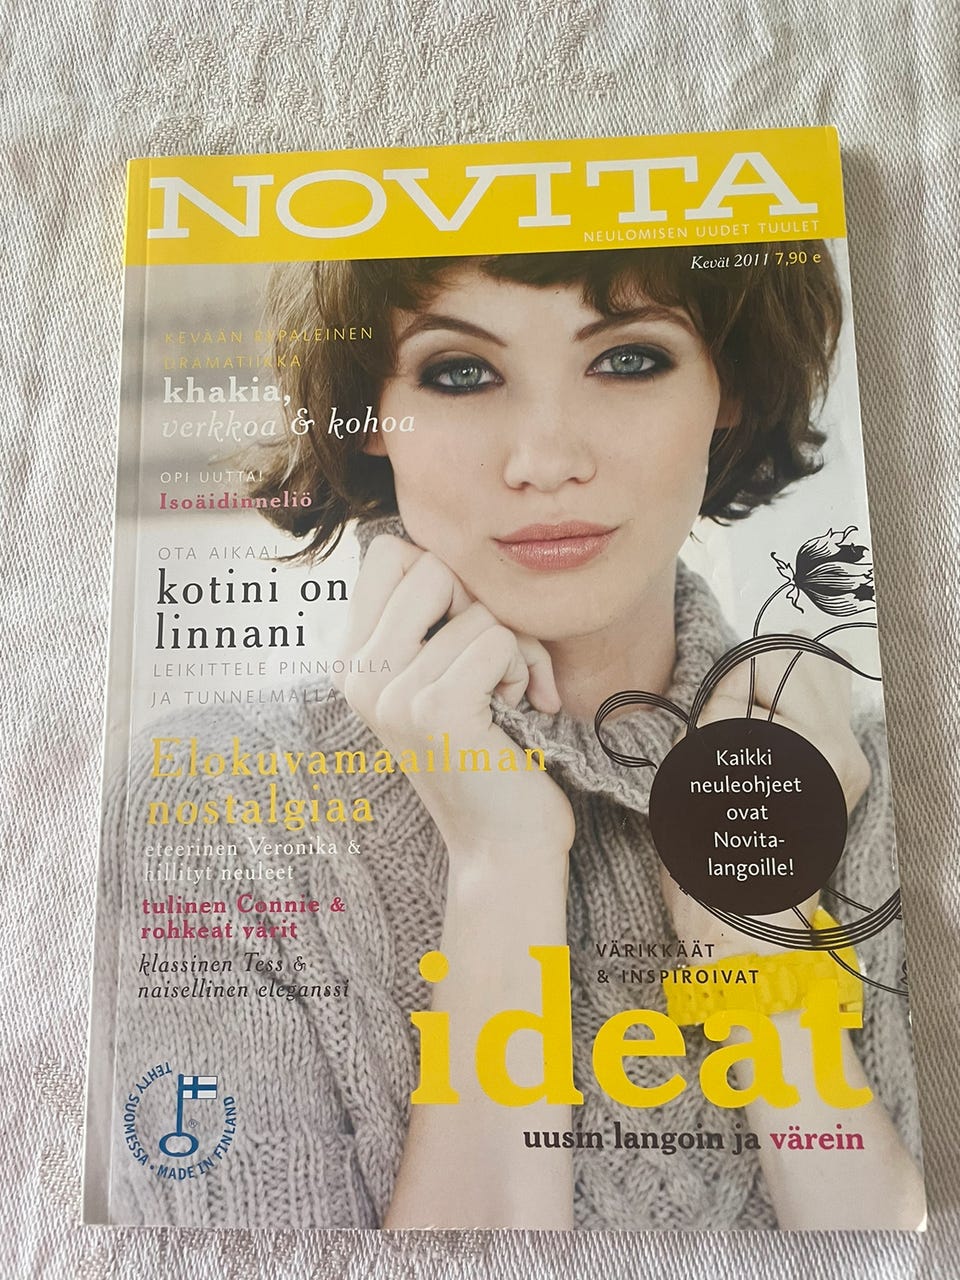 NOVITA
NEULOMISEN UUDET TUULET
Kevät 2011 7,90 e
KEVÄÄN RYPALEINEN
DRAMATIIKKA!
khakia,
verkkoa & kohoa
OPI UUTTA!
Isoäidinneliö
OTA AIKAA!
kotini on
linnani
LEIKITTELE PINNOILLA
JA TUNNELMALLA
Elokuvamaailman
nostalgiaa
eteerinen Veronika &
hillityt neuleet
tulinen Connie &
rohkeat värit
klassinen Tess &
naisellinen eleganssi
Kaikki
neuleohjeet
ovat
Novita-
langoille!
VÄRIKKÄÄT
& INSPIROIVAT
ideat
uusin langoin ja värein
TEHTY SUOMESSA • MADE IN FINLAND
®